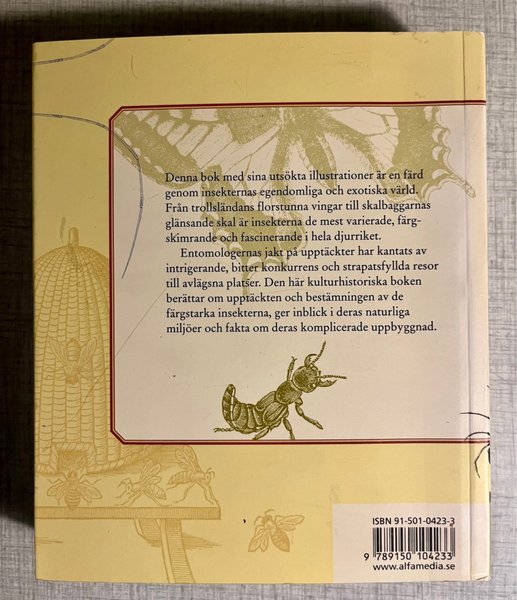 Denna bok med sina utsökta illustrationer är en färd
genom insekternas egendomliga och exotiska värld.
Från trollsländans florstunna vingar till skalbaggarnas
glänsande skal är insekterna de mest varierade, färg-
skimrande och fascinerande i hela djurriket.
Entomologernas jakt på upptäckter har kantats av
intrigerande, bitter konkurrens och strapatsfyllda resor
till avlägsna platser. Den här kulturhistoriska boken
berättar om upptäckten och bestämningen av de
färgstarka insekterna, ger inblick i deras naturliga
miljöer och fakta om deras komplicerade uppbyggnad.
ISBN 91-501-0423-3
9 789150 104233
www.alfamedia.se